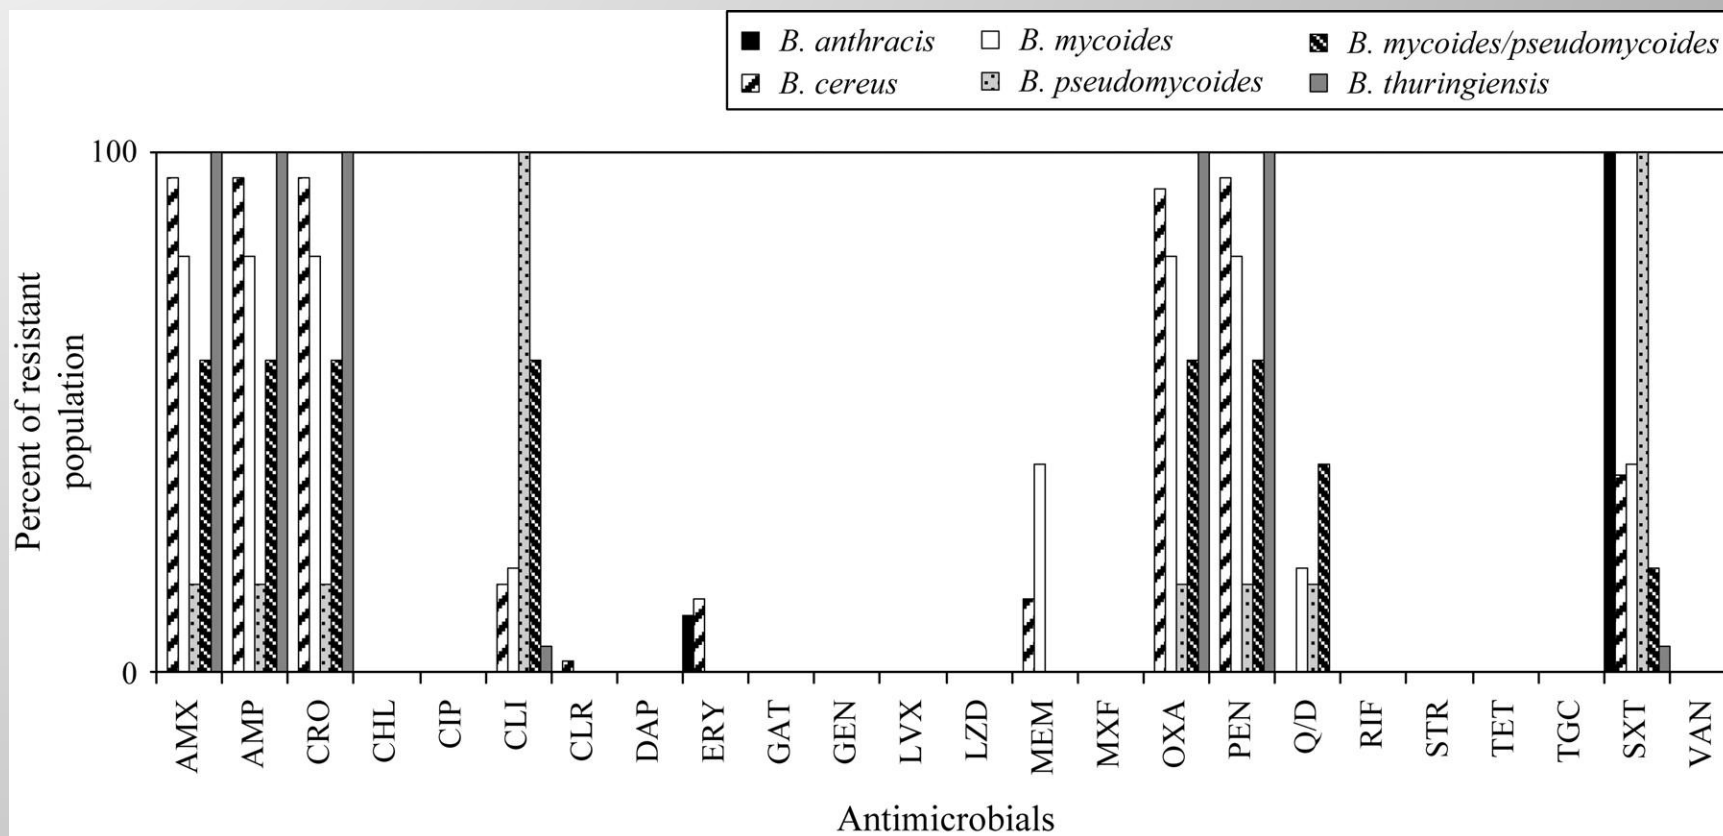 B. anthracis B. mycoides B. mycoides/pseudomycoides
B. cereus B. pseudomycoides B. thuringiensis
100
Percent of resistant
population
0
AMX AMP CRO CHL CIP CLI CLR DAP ERY GAT GEN LVX LZD MEM MXF OXA PEN Q/D RIF STR TET TGC SXT VAN
Antimicrobials